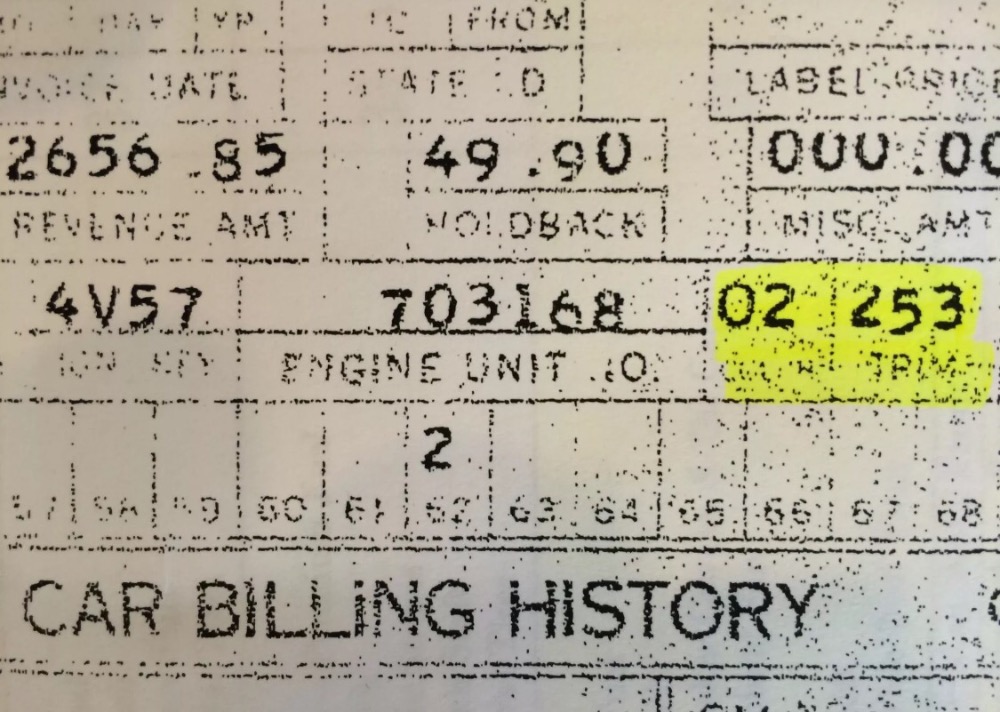 DAY YR. FROM
INVOICE DATE STATE LABEL PRICE
2656.85 49.90 000.00
REVENUE AMT HOLDBACK MISC. AMT
4V57 703168 02 253
IGN KEY ENGINE UNIT NO. TRIM
2
57 58 59 60 61 62 63 64 65 66 67 68
CAR BILLING HISTORY